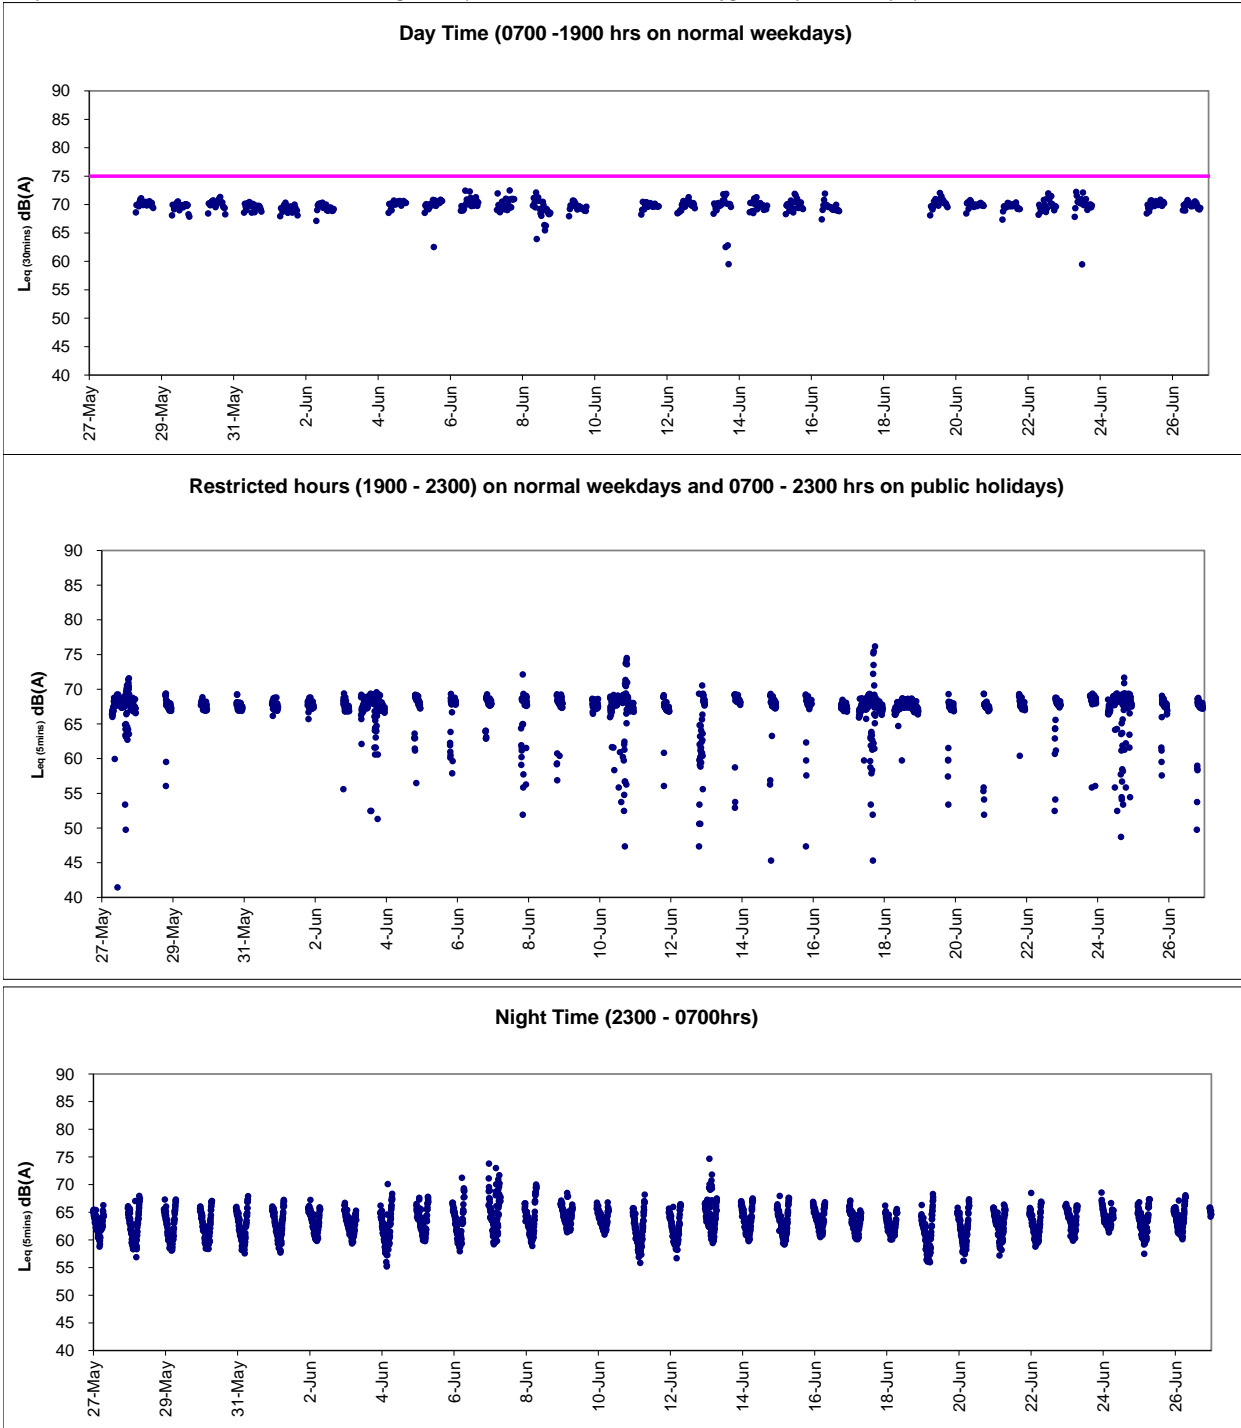 Day Time (0700 -1900 hrs on normal weekdays)
90
85
80
75
70
65
60
55
50
45
40
Leq (30mins) dB(A)
27-May
29-May
31-May
2-Jun
4-Jun
6-Jun
8-Jun
10-Jun
12-Jun
14-Jun
16-Jun
18-Jun
20-Jun
22-Jun
24-Jun
26-Jun
Restricted hours (1900 - 2300) on normal weekdays and 0700 - 2300 hrs on public holidays)
90
85
80
75
70
65
60
55
50
45
40
Leq (5mins) dB(A)
27-May
29-May
31-May
2-Jun
4-Jun
6-Jun
8-Jun
10-Jun
12-Jun
14-Jun
16-Jun
18-Jun
20-Jun
22-Jun
24-Jun
26-Jun
Night Time (2300 - 0700hrs)
90
85
80
75
70
65
60
55
50
45
40
Leq (5mins) dB(A)
27-May
29-May
31-May
2-Jun
4-Jun
6-Jun
8-Jun
10-Jun
12-Jun
14-Jun
16-Jun
18-Jun
20-Jun
22-Jun
24-Jun
26-Jun